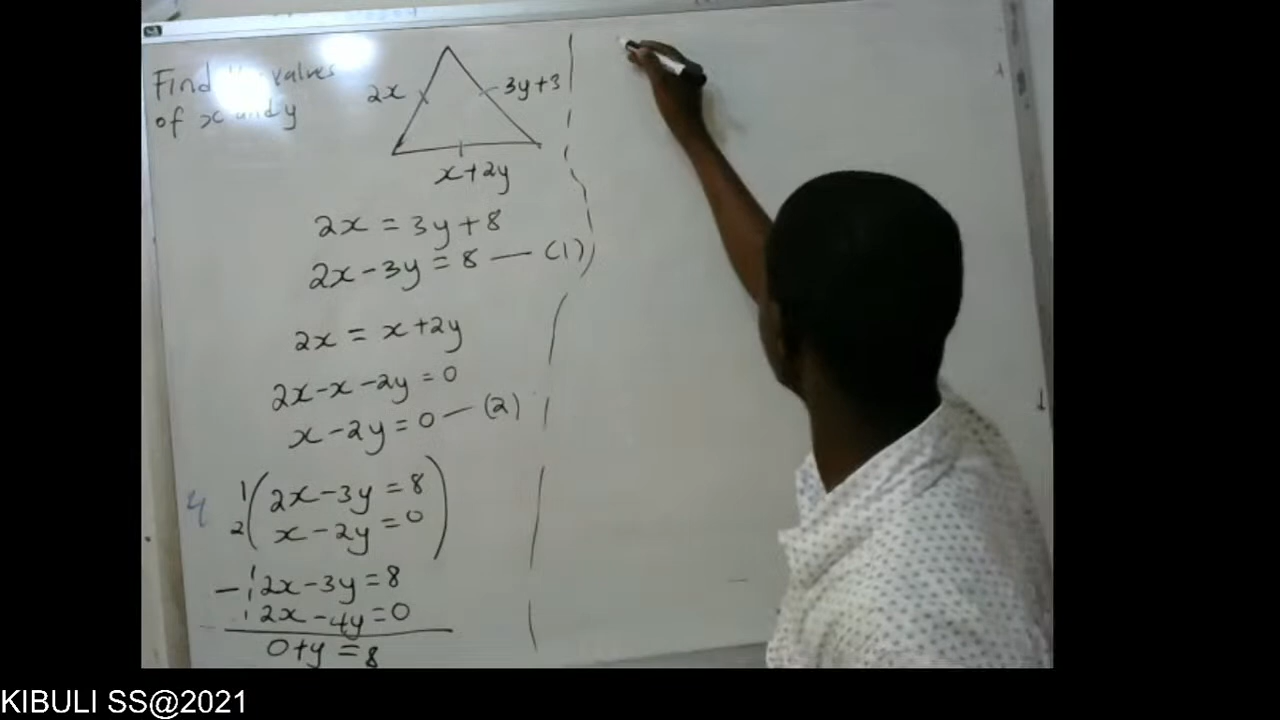 Find values
of x and y
2x
3y+3
x+2y
2x = 3y+8
2x-3y = 8 — (1)
2x = x+2y
2x-x-2y = 0
x-2y = 0 — (2)
1 ( 2x-3y = 8
2 ( x-2y = 0 )
- 2x-3y = 8
2x-4y = 0
0+y = 8
KIBULI SS@2021